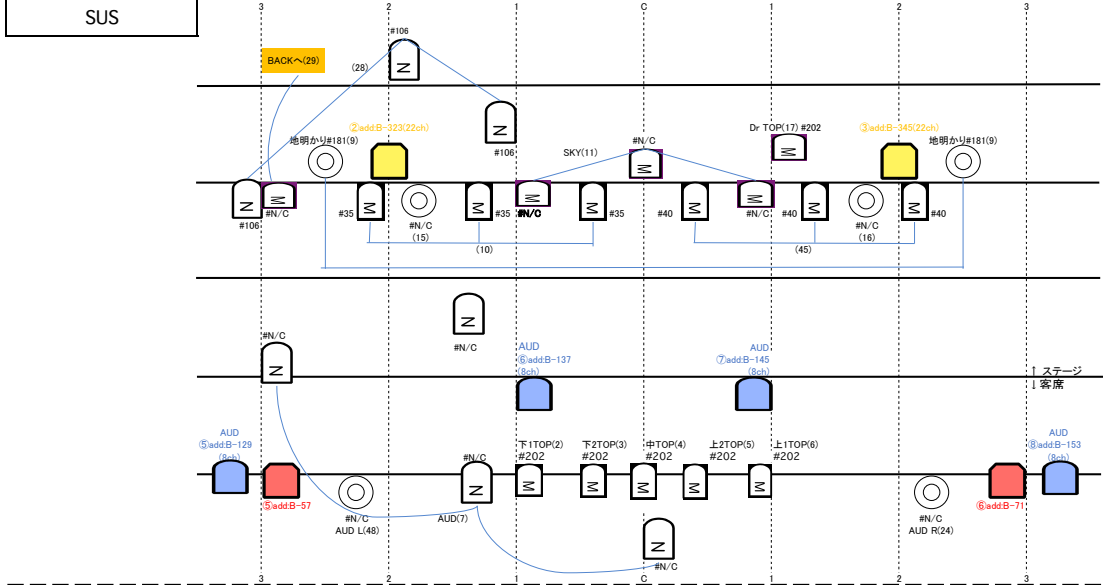 SUS
3 2 1 C 1 2 3
#106
BACKへ(29)
(28)
②add:B-323(22ch)
Dr TOP(17) #202
③add:B-345(22ch)
地明かり#181(9)
#N/C
地明かり#181(9)
SKY(11)
#106
N
N
M
M
N M M M M M M M M M
#N/C
#35
#35
#N/C
#35
#40
#N/C
#40
#40
#106
#N/C
#N/C
(15)
(16)
(10)
(45)
N
#N/C
#N/C
N
AUD
⑥add:B-137
(8ch)
AUD
⑦add:B-145
(8ch)
↑ ステージ
↓ 客席
AUD
⑤add:B-129
(8ch)
#N/C
下1TOP(2)
#202
下2TOP(3)
#202
中TOP(4)
#202
上2TOP(5)
#202
上1TOP(6)
#202
AUD
⑧add:B-153
(8ch)
N M M M M M
⑤add:B-57
⑥add:B-71
#N/C
AUD L(48)
AUD(7)
#N/C
AUD R(24)
N
#N/C
3 2 1 C 1 2 3